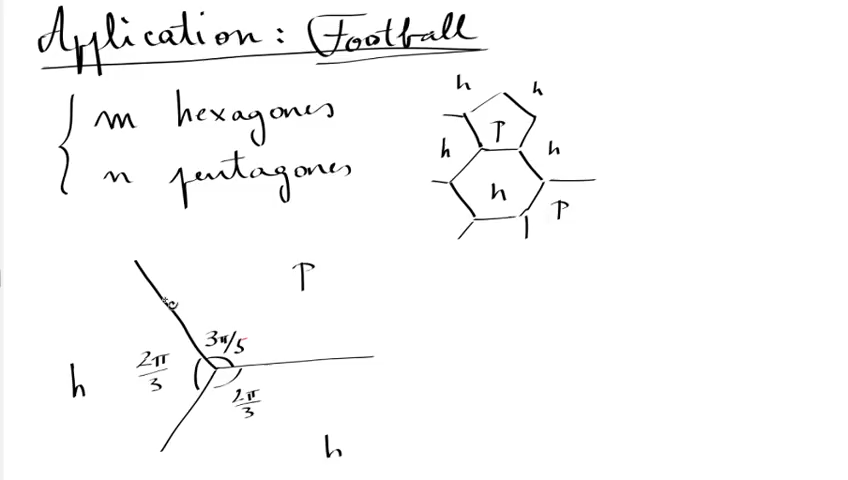 Application : Football
m hexagones
n pentagones
h
h
P
h
h
h
P
P
3π/5
2π/3
h
2π/3
h